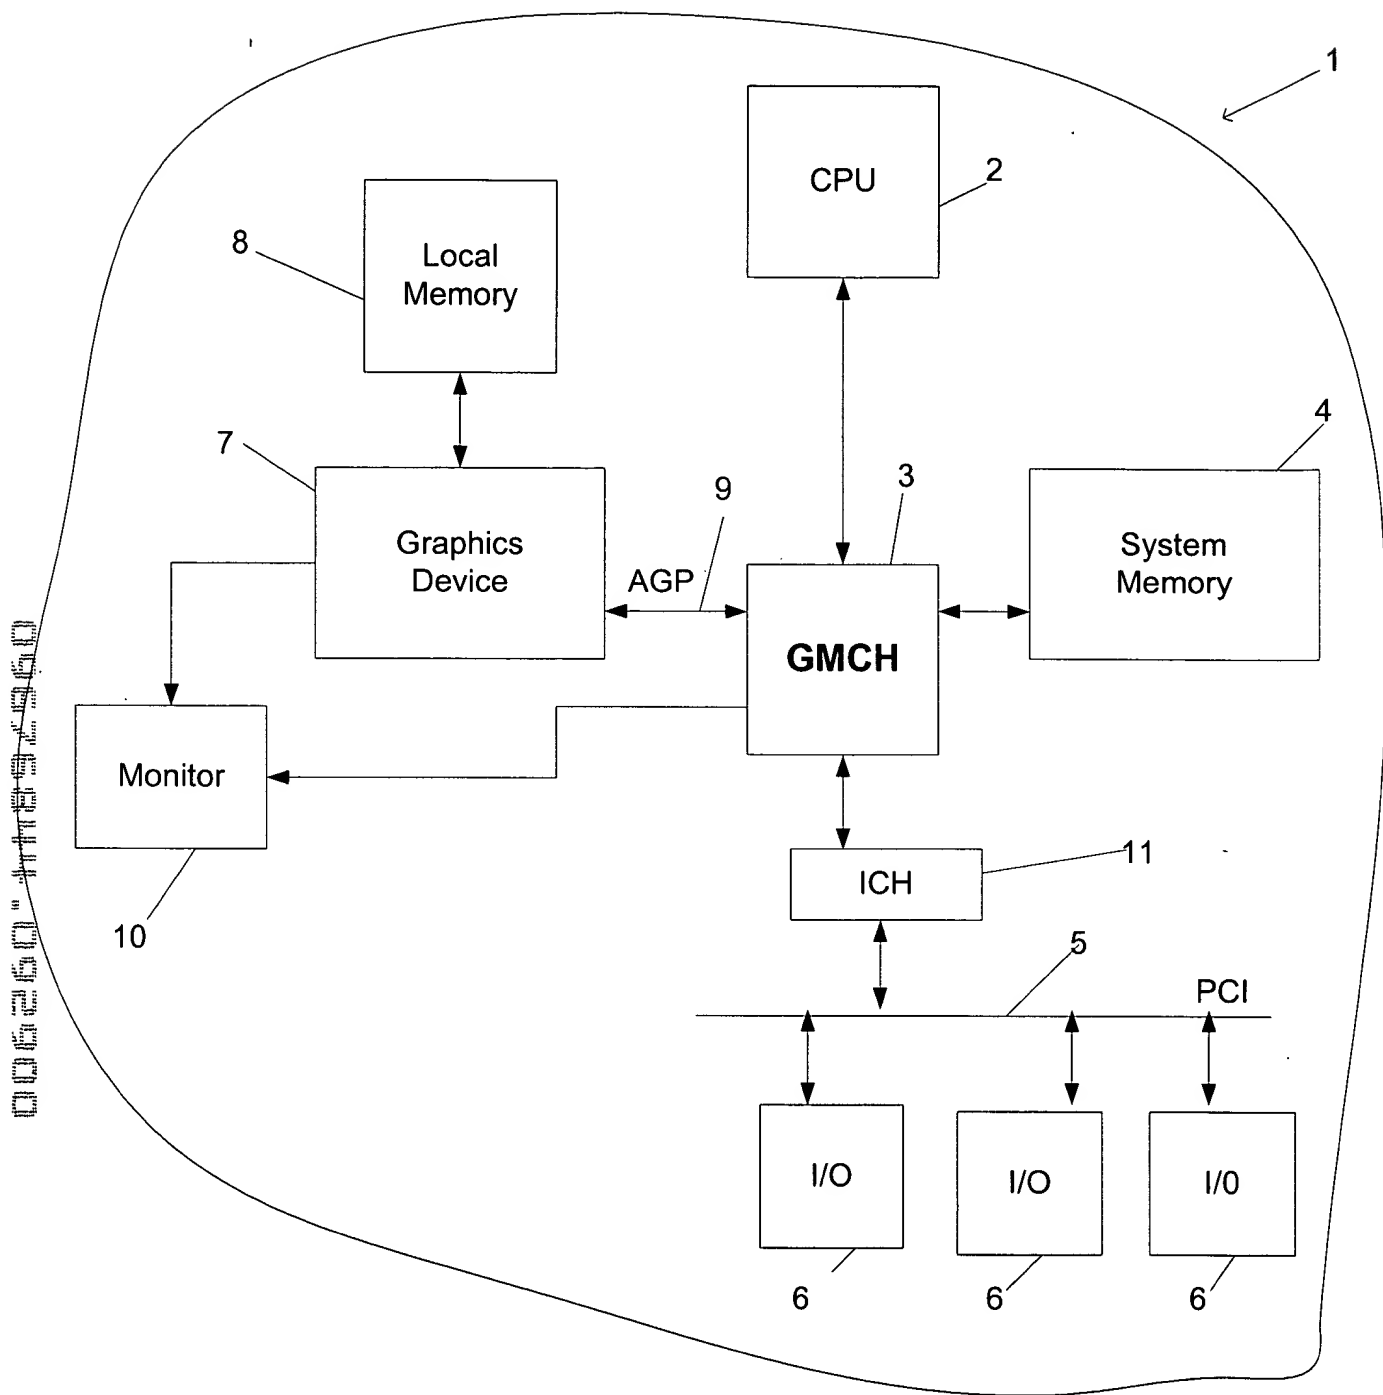 1
CPU
2
Local
Memory
8
4
7
System
Memory
3
9
Graphics
Device
AGP
GMCH
Monitor
10
ICH
11
5
PCI
I/O
I/O
I/0
6
6
6